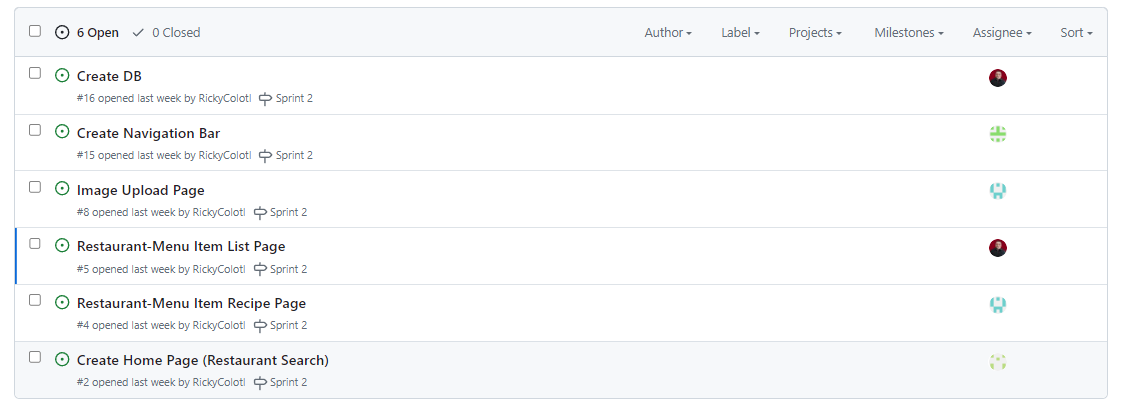 6 Open 0 Closed Author Label Projects Milestones Assignee Sort
Create DB
#16 opened last week by RickyColotl Sprint 2
Create Navigation Bar
#15 opened last week by RickyColotl Sprint 2
Image Upload Page
#8 opened last week by RickyColotl Sprint 2
Restaurant-Menu Item List Page
#5 opened last week by RickyColotl Sprint 2
Restaurant-Menu Item Recipe Page
#4 opened last week by RickyColotl Sprint 2
Create Home Page (Restaurant Search)
#2 opened last week by RickyColotl Sprint 2